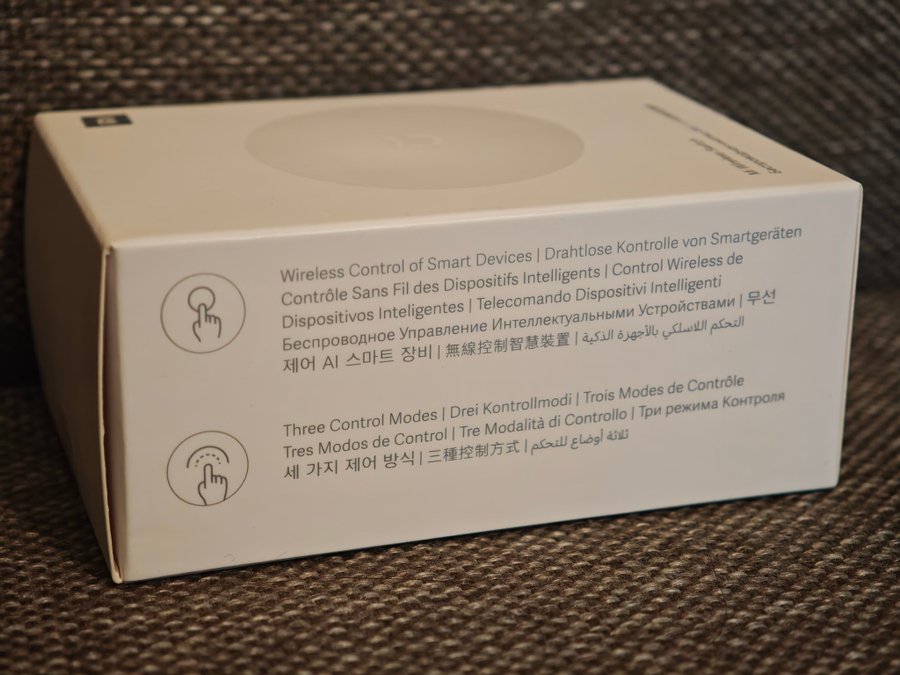 Wireless Control of Smart Devices | Drahtlose Kontrolle von Smartgeräten
Contrôle Sans Fil des Dispositifs Intelligents | Control Wireless de
Dispositivos Inteligentes | Telecomando Dispositivi Intelligenti
Беспроводное Управление Интеллектуальными Устройствами | 무선
제어 AI 스마트 장비 | 無線控制智慧裝置 | التحكم اللاسلكي بالأجهزة الذكية
Three Control Modes | Drei Kontrollmodi | Trois Modes de Contrôle
Tres Modos de Control | Tre Modalità di Controllo | Три режима Контроля
세 가지 제어 방식 | 三種控制方式 | ثلاثة أوضاع للتحكم